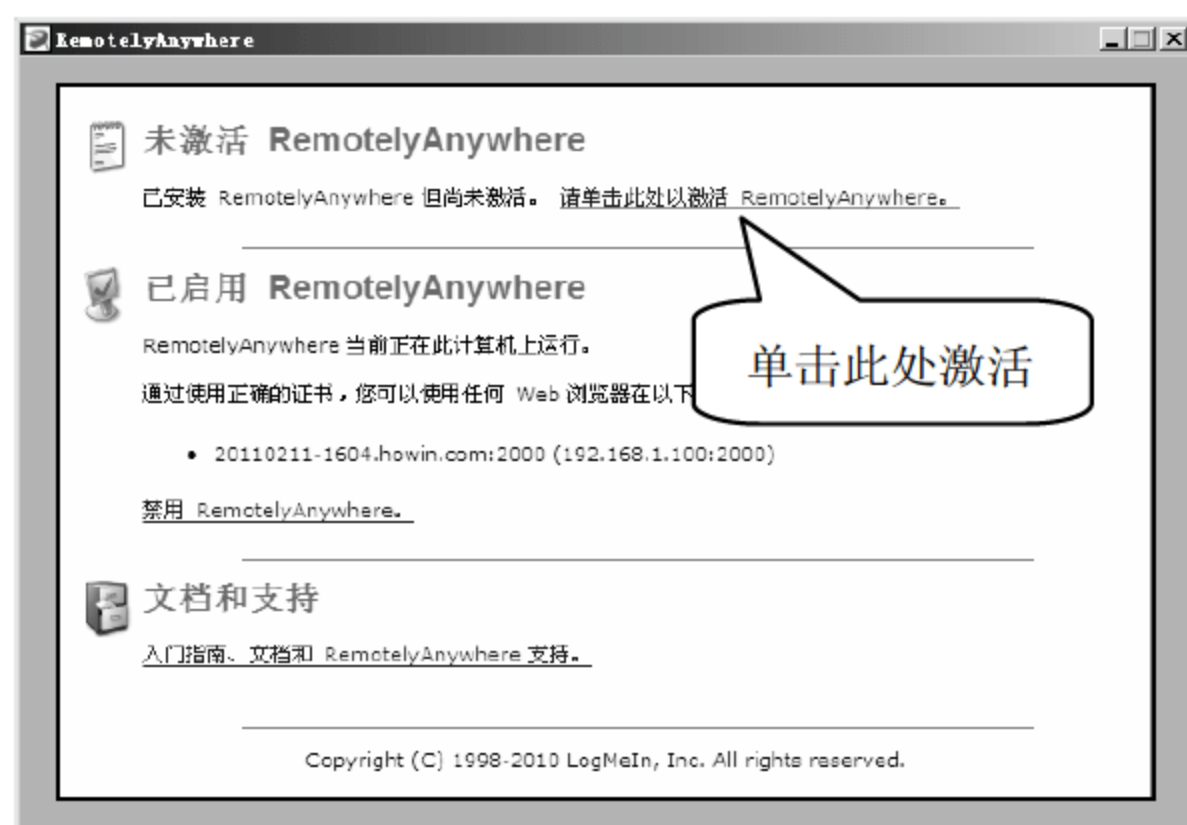 RemotelyAnywhere
未激活 RemotelyAnywhere
已安装 RemotelyAnywhere 但尚未激活。 请单击此处以激活 RemotelyAnywhere。
已启用 RemotelyAnywhere
RemotelyAnywhere 当前正在此计算机上运行。
单击此处激活
通过使用正确的证书，您可以使用任何 Web 浏览器在以下
• 20110211-1604.howin.com:2000 (192.168.1.100:2000)
禁用 RemotelyAnywhere。
文档和支持
入门指南、文档和 RemotelyAnywhere 支持。
Copyright (C) 1998-2010 LogMeIn, Inc. All rights reserved.